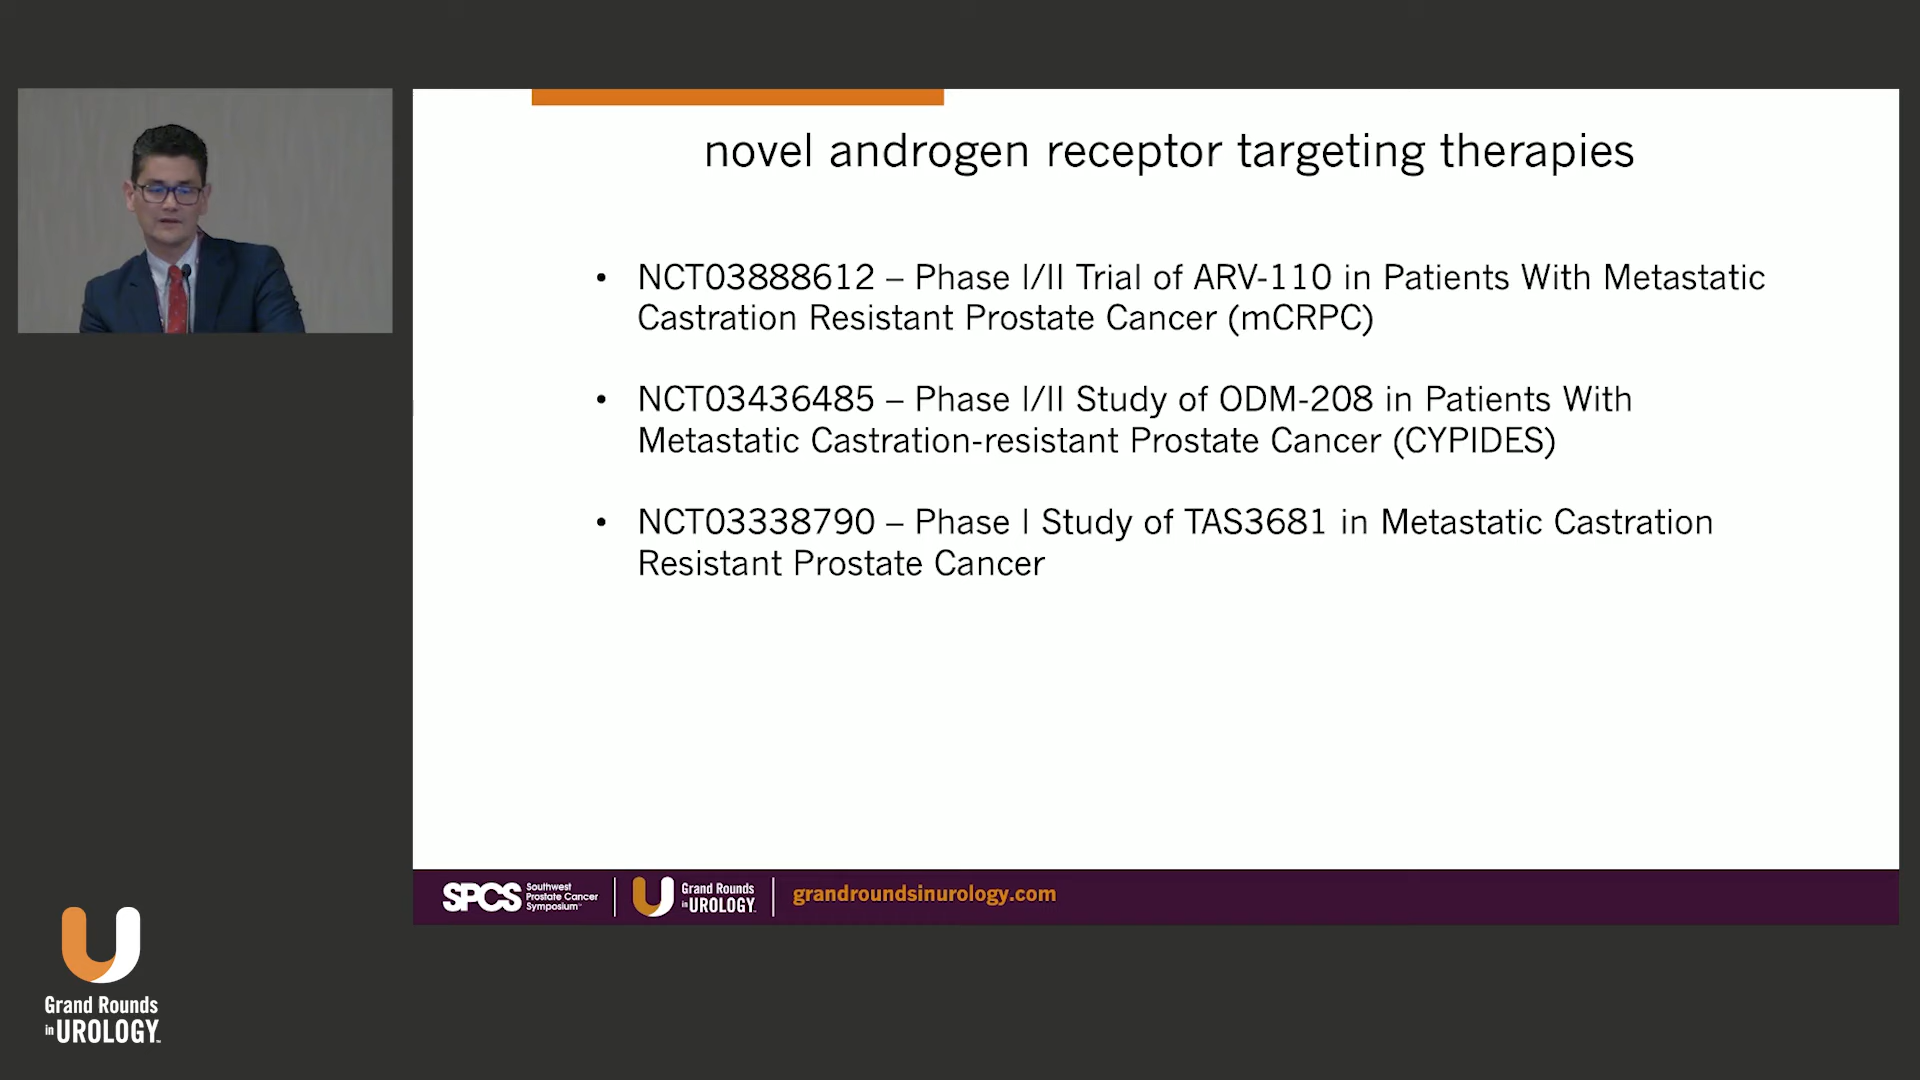 novel androgen receptor targeting therapies
• NCT03888612 – Phase I/II Trial of ARV-110 in Patients With Metastatic
Castration Resistant Prostate Cancer (mCRPC)
• NCT03436485 – Phase I/II Study of ODM-208 in Patients With
Metastatic Castration-resistant Prostate Cancer (CYPIDES)
• NCT03338790 – Phase I Study of TAS3681 in Metastatic Castration
Resistant Prostate Cancer
SPCS
Southwest
Prostate Cancer
Symposium™
Grand Rounds
in UROLOGY™
grandroundsinurology.com
Grand Rounds
in UROLOGY™